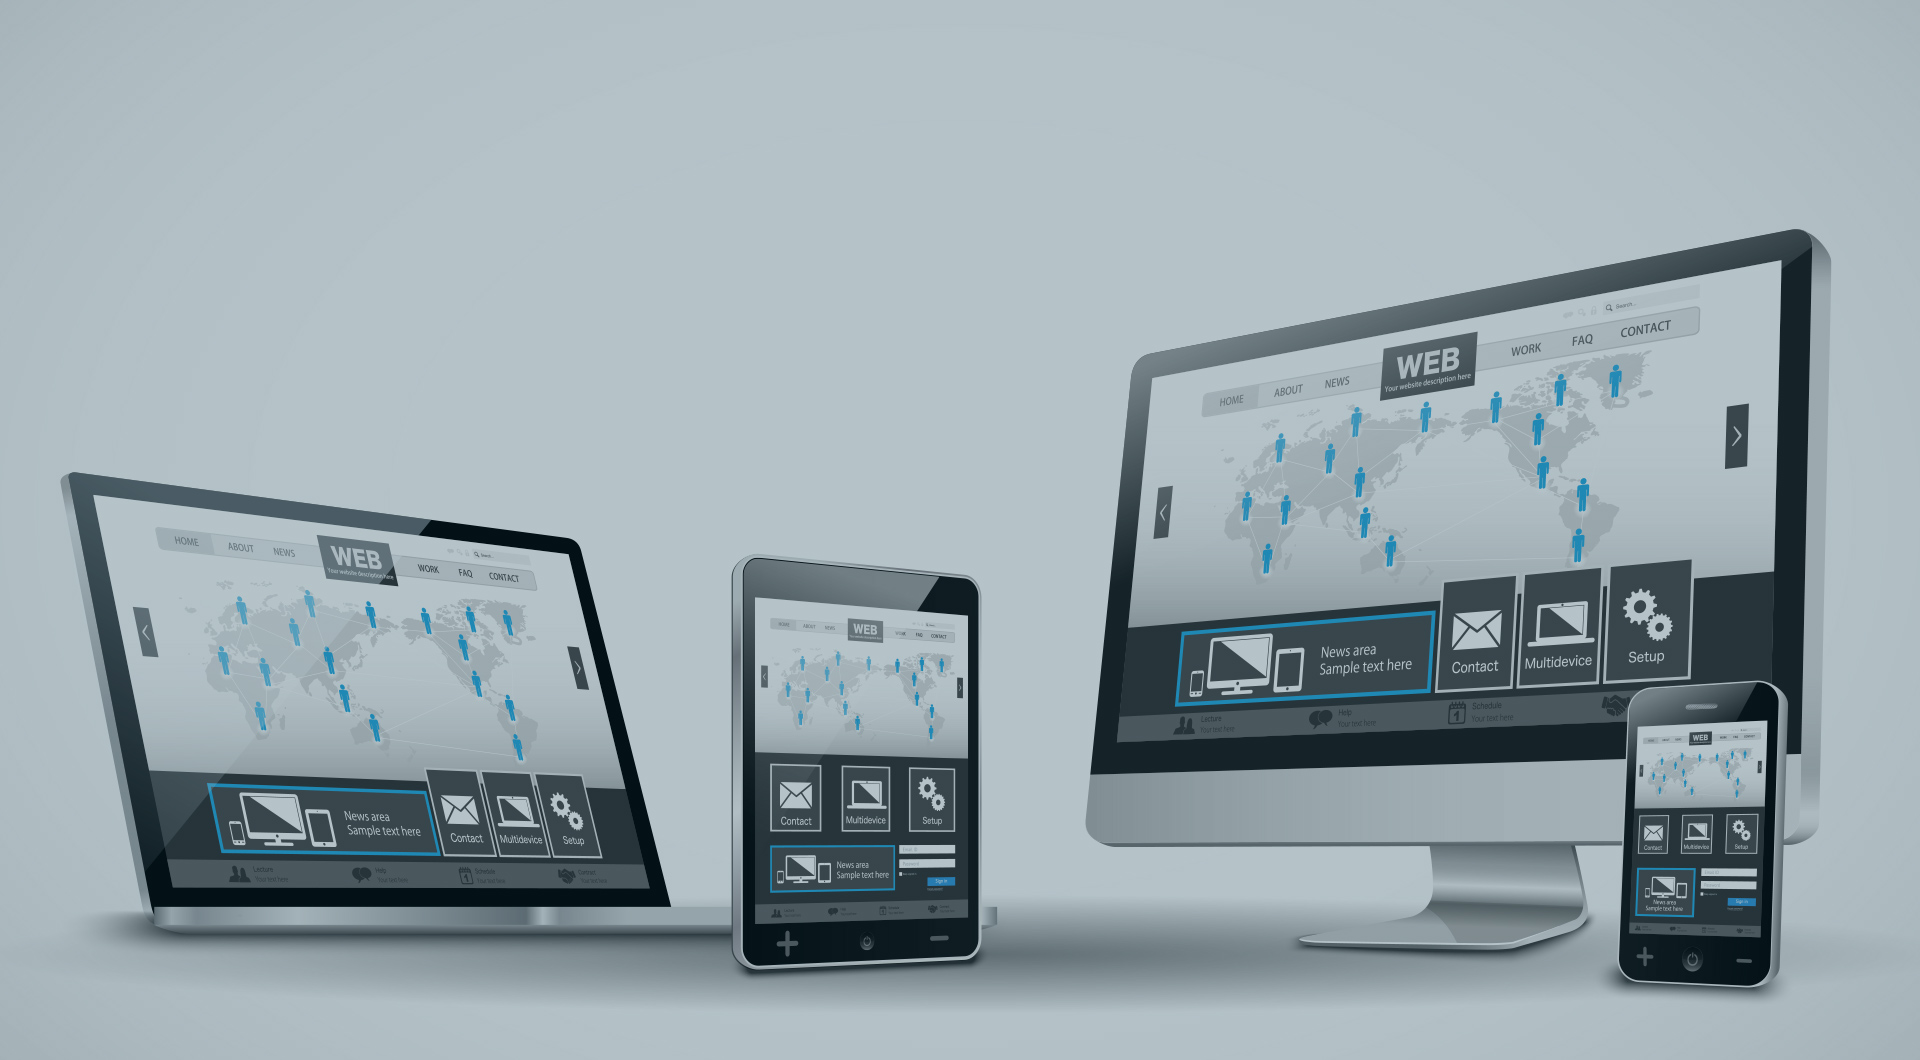 HOME ABOUT NEWS
WEB
Your website description here
WORK FAQ CONTACT
Search...
News area
Sample text here
Contact
Multidevice
Setup
Lecture
Your text here
Help
Your text here
Schedule
Your text here
Contact
Your text here
HOME ABOUT NEWS
WEB
WORK FAQ CONTACT
Contact
Multidevice
Setup
News area
Sample text here
Sign in
Search...
HOME ABOUT NEWS
WEB
Your website description here
WORK FAQ CONTACT
News area
Sample text here
Contact
Multidevice
Setup
Lecture
Your text here
Help
Your text here
Schedule
1
Your text here
WEB
Contact
Multidevice
Setup
News area
Sample text here
Sign in